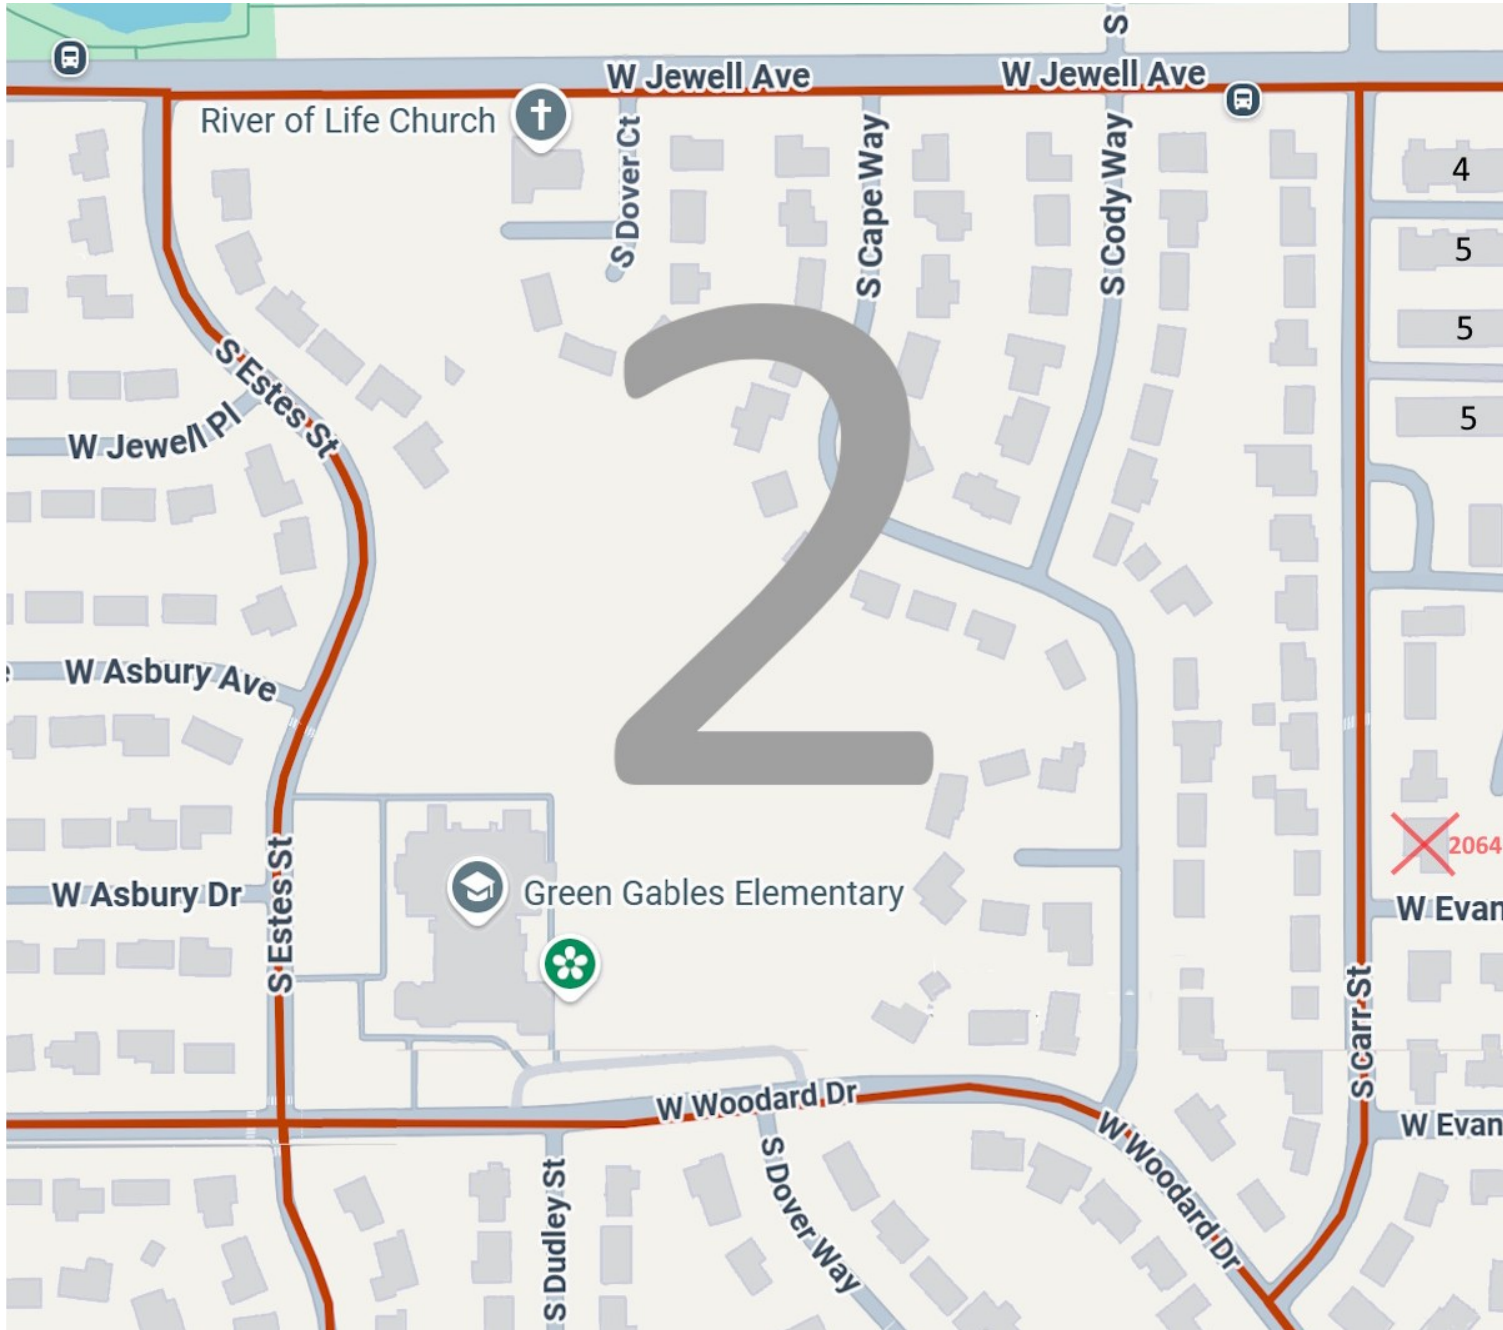 S
W Jewell Ave
W Jewell Ave
River of Life Church
S Dover Ct
S Cape Way
S Cody Way
4
5
5
5
S Estes St
W Jewell Pl
2
W Asbury Ave
2064
S Estes St
W Asbury Dr
Green Gables Elementary
W Evan
S Carr St
W Woodard Dr
W Woodard Dr
W Evan
S Dudley St
S Dover Way